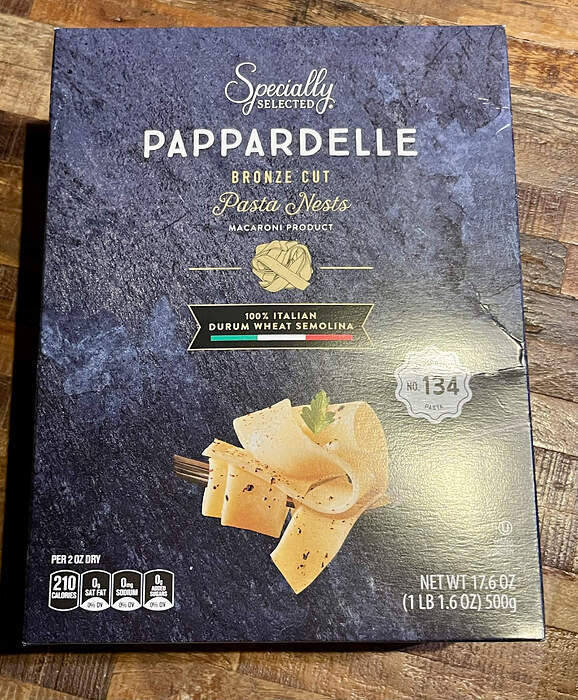 Specially
SELECTED®
PAPPARDELLE
BRONZE CUT
Pasta Nests
MACARONI PRODUCT
100% ITALIAN
DURUM WHEAT SEMOLINA
NO. 134
PASTA
U
PER 2 OZ DRY
210
CALORIES
0g
SAT FAT
0% DV
0mg
SODIUM
0% DV
0g
ADDED
SUGARS
0% DV
NET WT 17.6 OZ
(1 LB 1.6 OZ) 500g